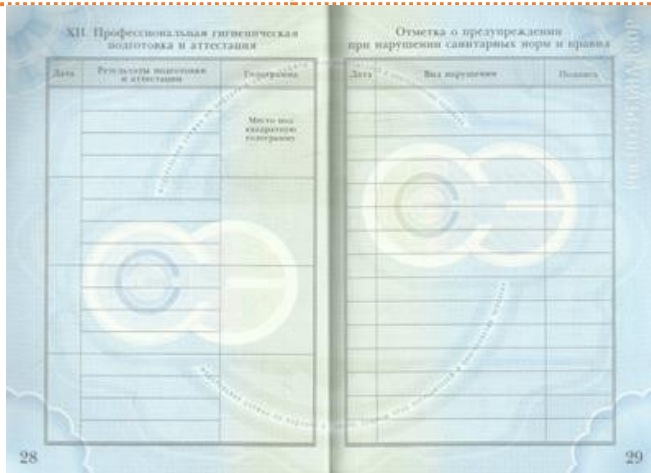 XII. Профессиональная гигиеническая
подготовка и аттестация
Дата
Результаты подготовки
и аттестации
Голограмма
Место под
квадратную
голограмму
28
Отметка о предупреждении
при нарушении санитарных норм и правил
Дата
Вид нарушения
Подпись
РОСПОТРЕБНАДЗОР
29